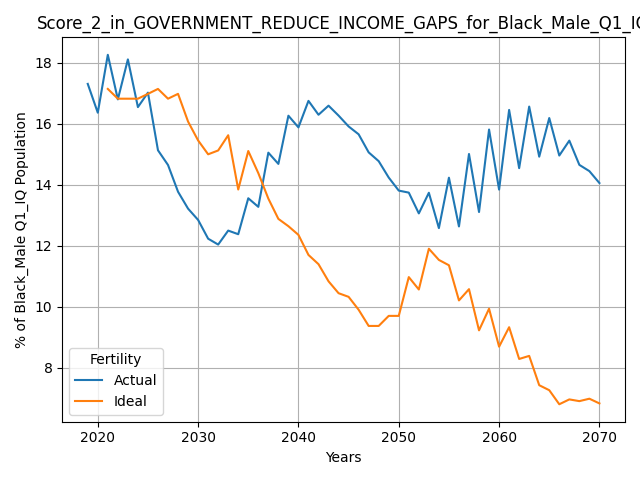 Score_2_in_GOVERNMENT_REDUCE_INCOME_GAPS_for_Black_Male_Q1_IQ
% of Black_Male Q1_IQ Population
18
16
14
12
10
8
Fertility
Actual
Ideal
2020 2030 2040 2050 2060 2070
Years